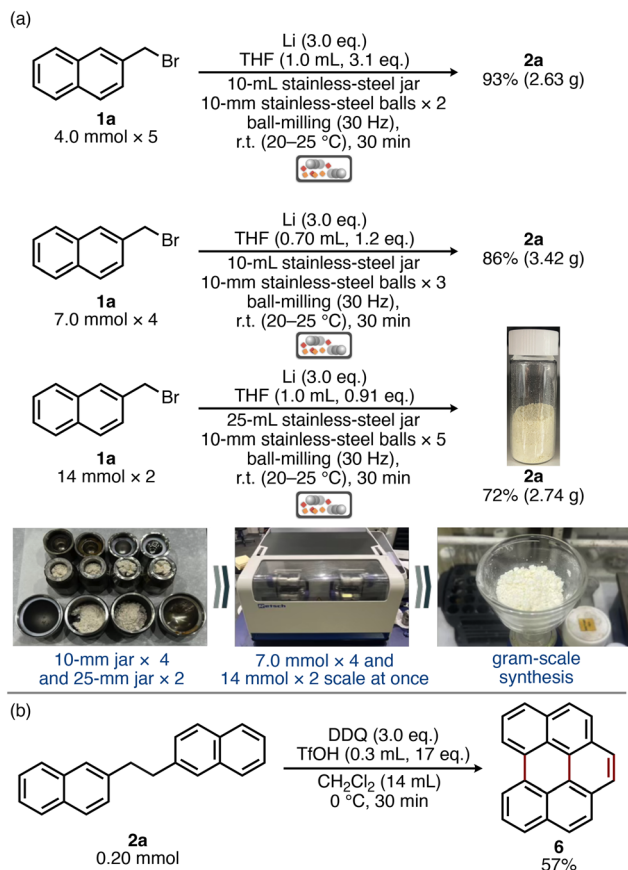 (a)
Br
1a
4.0 mmol × 5
Li (3.0 eq.)
THF (1.0 mL, 3.1 eq.)
10-mL stainless-steel jar
10-mm stainless-steel balls × 2
ball-milling (30 Hz),
r.t. (20–25 °C), 30 min
2a
93% (2.63 g)
Br
1a
7.0 mmol × 4
Li (3.0 eq.)
THF (0.70 mL, 1.2 eq.)
10-mL stainless-steel jar
10-mm stainless-steel balls × 3
ball-milling (30 Hz),
r.t. (20–25 °C), 30 min
2a
86% (3.42 g)
Br
1a
14 mmol × 2
Li (3.0 eq.)
THF (1.0 mL, 0.91 eq.)
25-mL stainless-steel jar
10-mm stainless-steel balls × 5
ball-milling (30 Hz),
r.t. (20–25 °C), 30 min
2a
72% (2.74 g)
10-mm jar × 4
and 25-mm jar × 2
7.0 mmol × 4 and
14 mmol × 2 scale at once
gram-scale
synthesis
(b)
2a
0.20 mmol
DDQ (3.0 eq.)
TfOH (0.3 mL, 17 eq.)
CH₂Cl₂ (14 mL)
0 °C, 30 min
6
57%